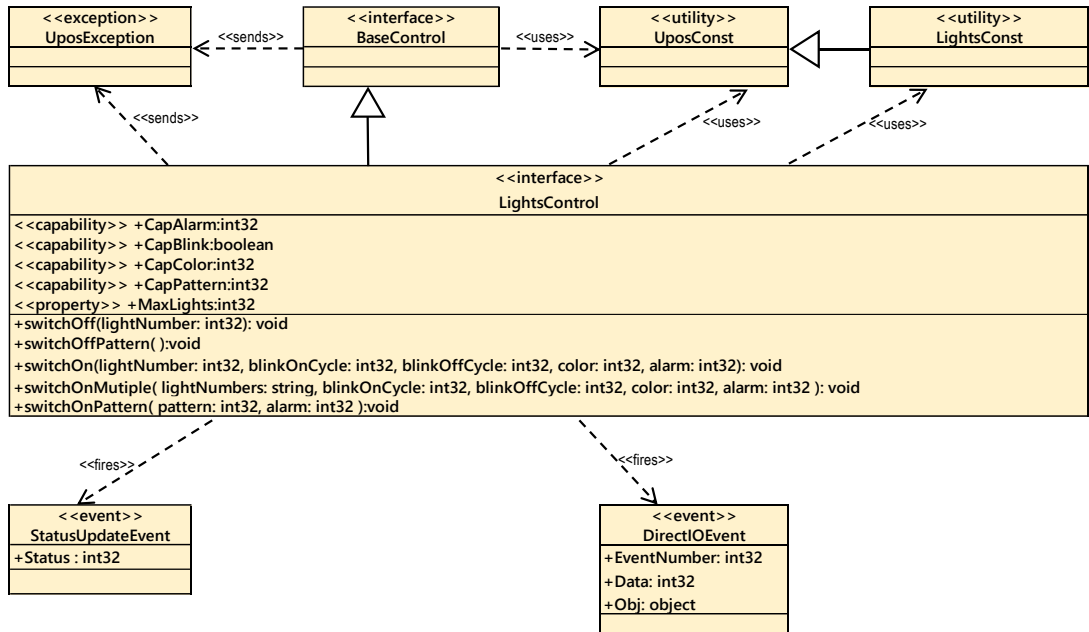 <<exception>>
UposException
<<sends>>
<<interface>>
BaseControl
<<uses>>
<<utility>>
UposConst
<<utility>>
LightsConst
<<sends>>
<<uses>>
<<uses>>
<<interface>>
LightsControl
<<capability>> +CapAlarm:int32
<<capability>> +CapBlink:boolean
<<capability>> +CapColor:int32
<<capability>> +CapPattern:int32
<<property>> +MaxLights:int32
+switchOff(lightNumber: int32): void
+switchOffPattern( ):void
+switchOn(lightNumber: int32, blinkOnCycle: int32, blinkOffCycle: int32, color: int32, alarm: int32): void
+switchOnMutiple( lightNumbers: string, blinkOnCycle: int32, blinkOffCycle: int32, color: int32, alarm: int32 ): void
+switchOnPattern( pattern: int32, alarm: int32 ):void
<<fires>>
<<fires>>
<<event>>
StatusUpdateEvent
+Status : int32
<<event>>
DirectIOEvent
+EventNumber: int32
+Data: int32
+Obj: object